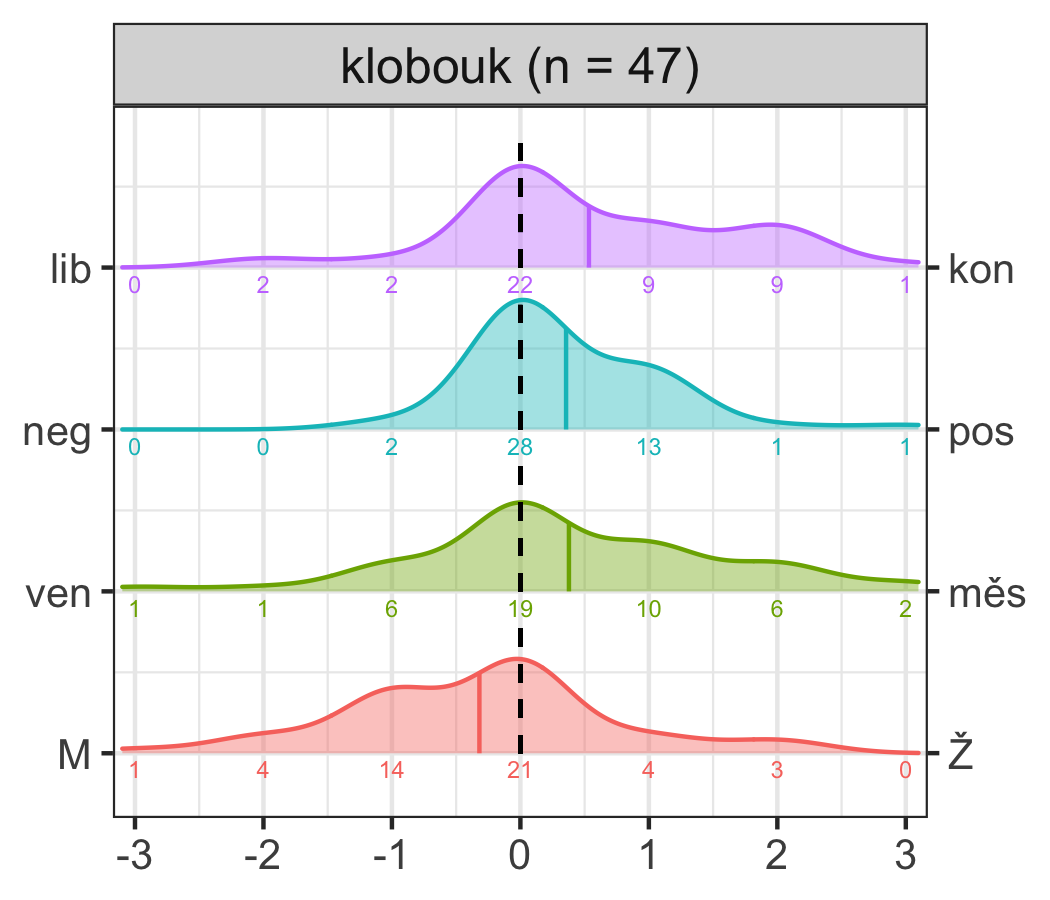 klobouk (n = 47)
lib kon
0 2 2 22 9 9 1
neg pos
0 0 2 28 13 1 1
ven měs
1 1 6 19 10 6 2
M Ž
1 4 14 21 4 3 0
-3 -2 -1 0 1 2 3